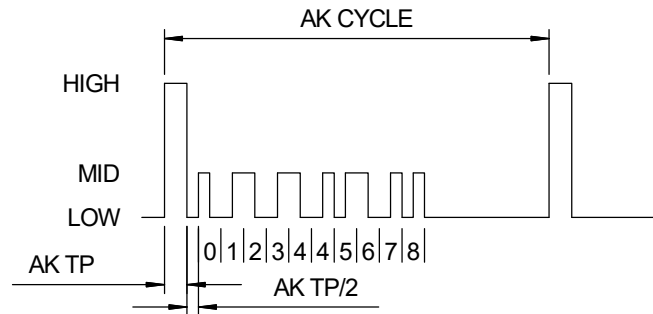 AK CYCLE
HIGH
MID
LOW
0 1 2 3 4 4 5 6 7 8
AK TP
AK TP/2